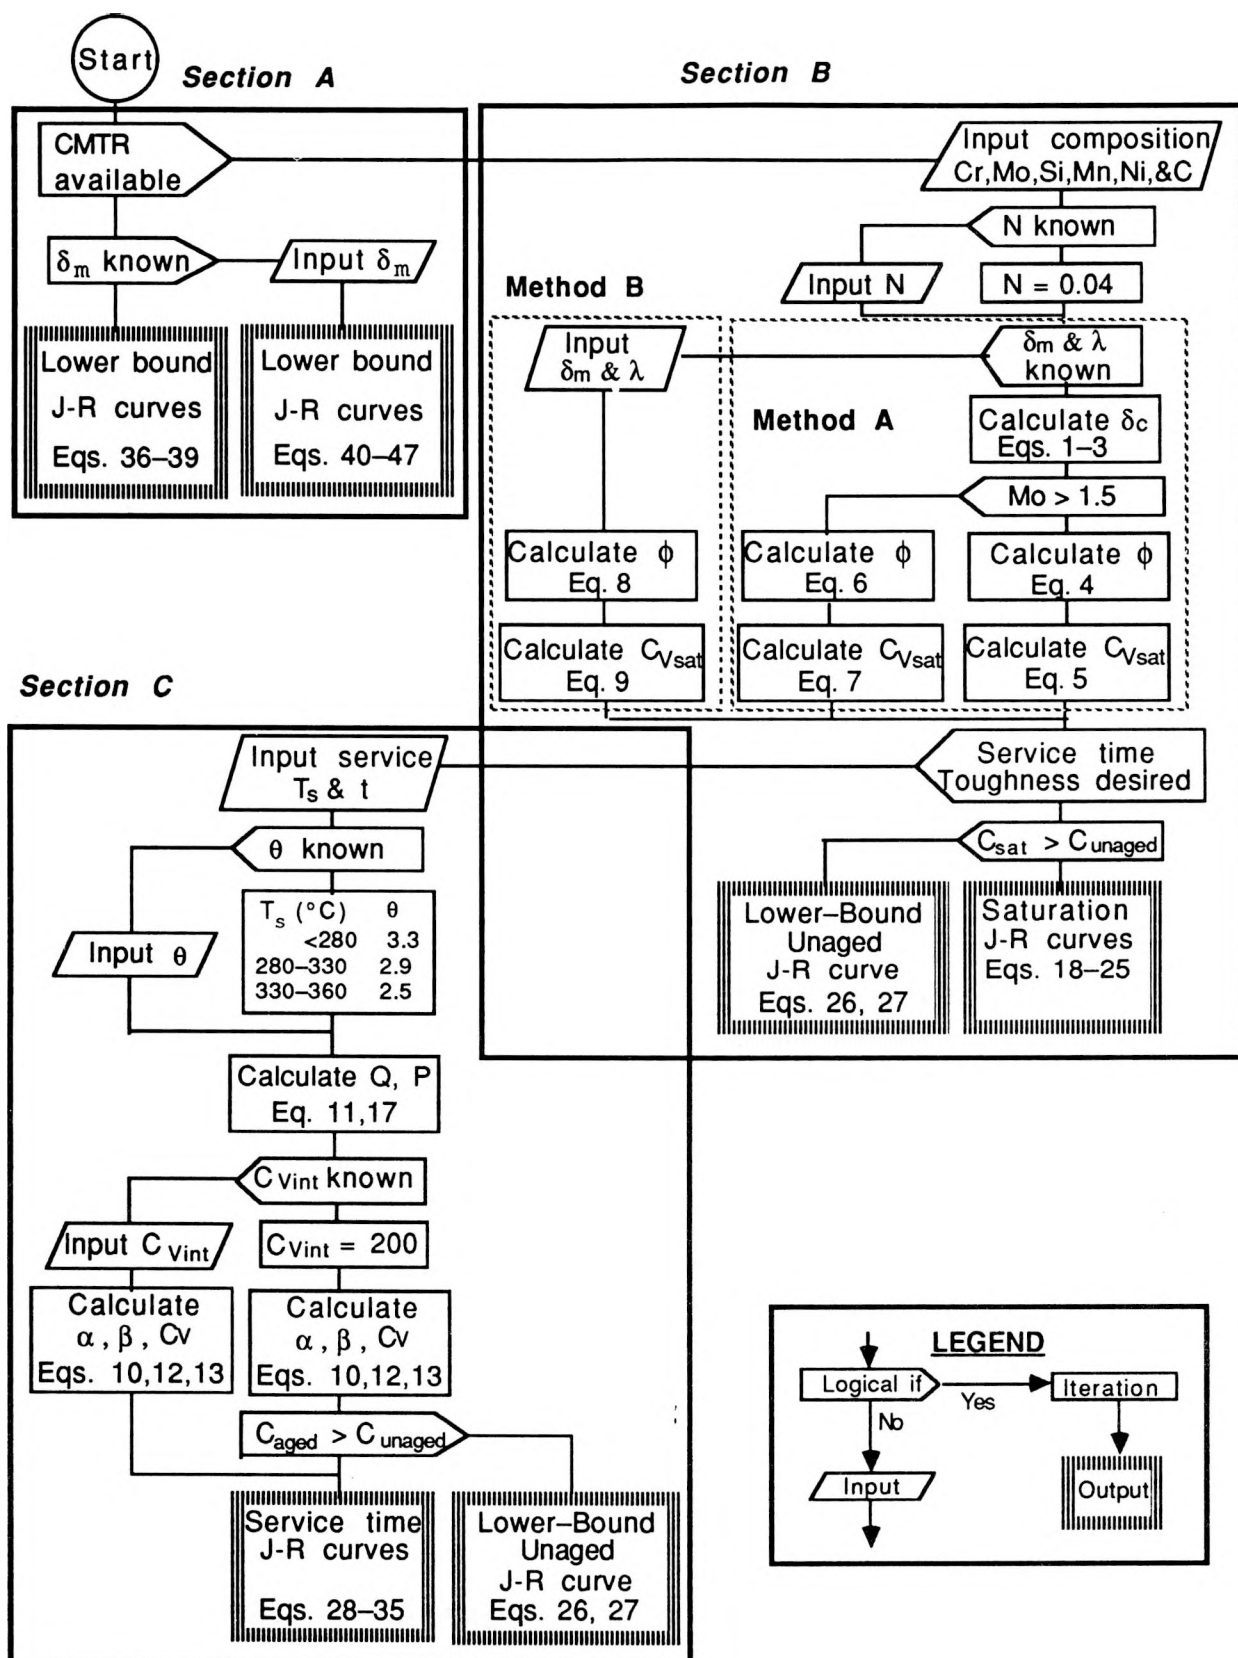 Start
Section A
CMTR
available
δm known
Input δm
Lower bound
J-R curves
Eqs. 36–39
Lower bound
J-R curves
Eqs. 40–47
Section B
Input composition
Cr,Mo,Si,Mn,Ni,&C
N known
Input N
N = 0.04
Method B
Input
δm & λ
δm & λ
known
Method A
Calculate δc
Eqs. 1–3
Mo > 1.5
Calculate ϕ
Eq. 8
Calculate ϕ
Eq. 6
Calculate ϕ
Eq. 4
Calculate CVsat
Eq. 9
Calculate CVsat
Eq. 7
Calculate CVsat
Eq. 5
Service time
Toughness desired
Csat > Cunaged
Lower–Bound
Unaged
J-R curve
Eqs. 26, 27
Saturation
J-R curves
Eqs. 18–25
Section C
Input service
Ts & t
θ known
Input θ
Ts (°C) θ
<280 3.3
280–330 2.9
330–360 2.5
Calculate Q, P
Eq. 11,17
CVint known
Input CVint
CVint = 200
Calculate
α , β , Cv
Eqs. 10,12,13
Calculate
α , β , Cv
Eqs. 10,12,13
Caged > Cunaged
Service time
J-R curves
Eqs. 28–35
Lower–Bound
Unaged
J-R curve
Eqs. 26, 27
LEGEND
Logical if
Yes
Iteration
No
Input
Output